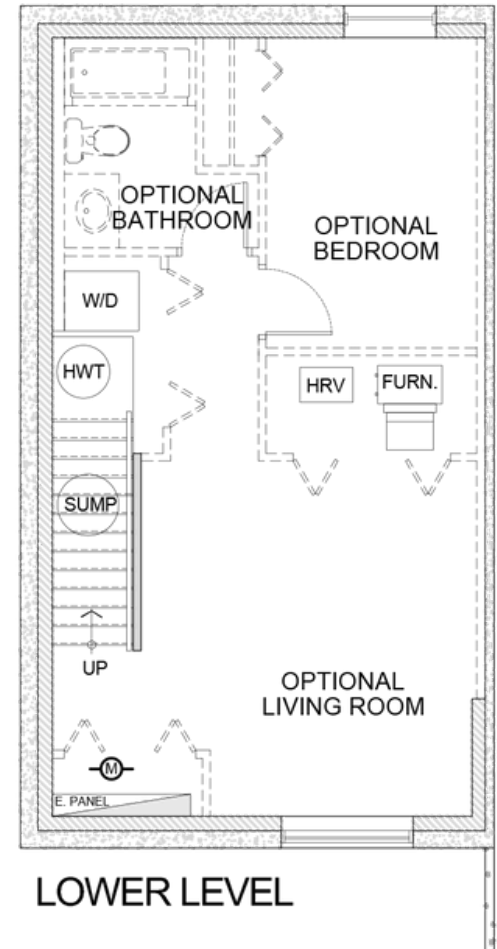 OPTIONAL
BATHROOM
OPTIONAL
BEDROOM
W/D
HWT
HRV
FURN.
SUMP
UP
OPTIONAL
LIVING ROOM
M
E. PANEL
LOWER LEVEL